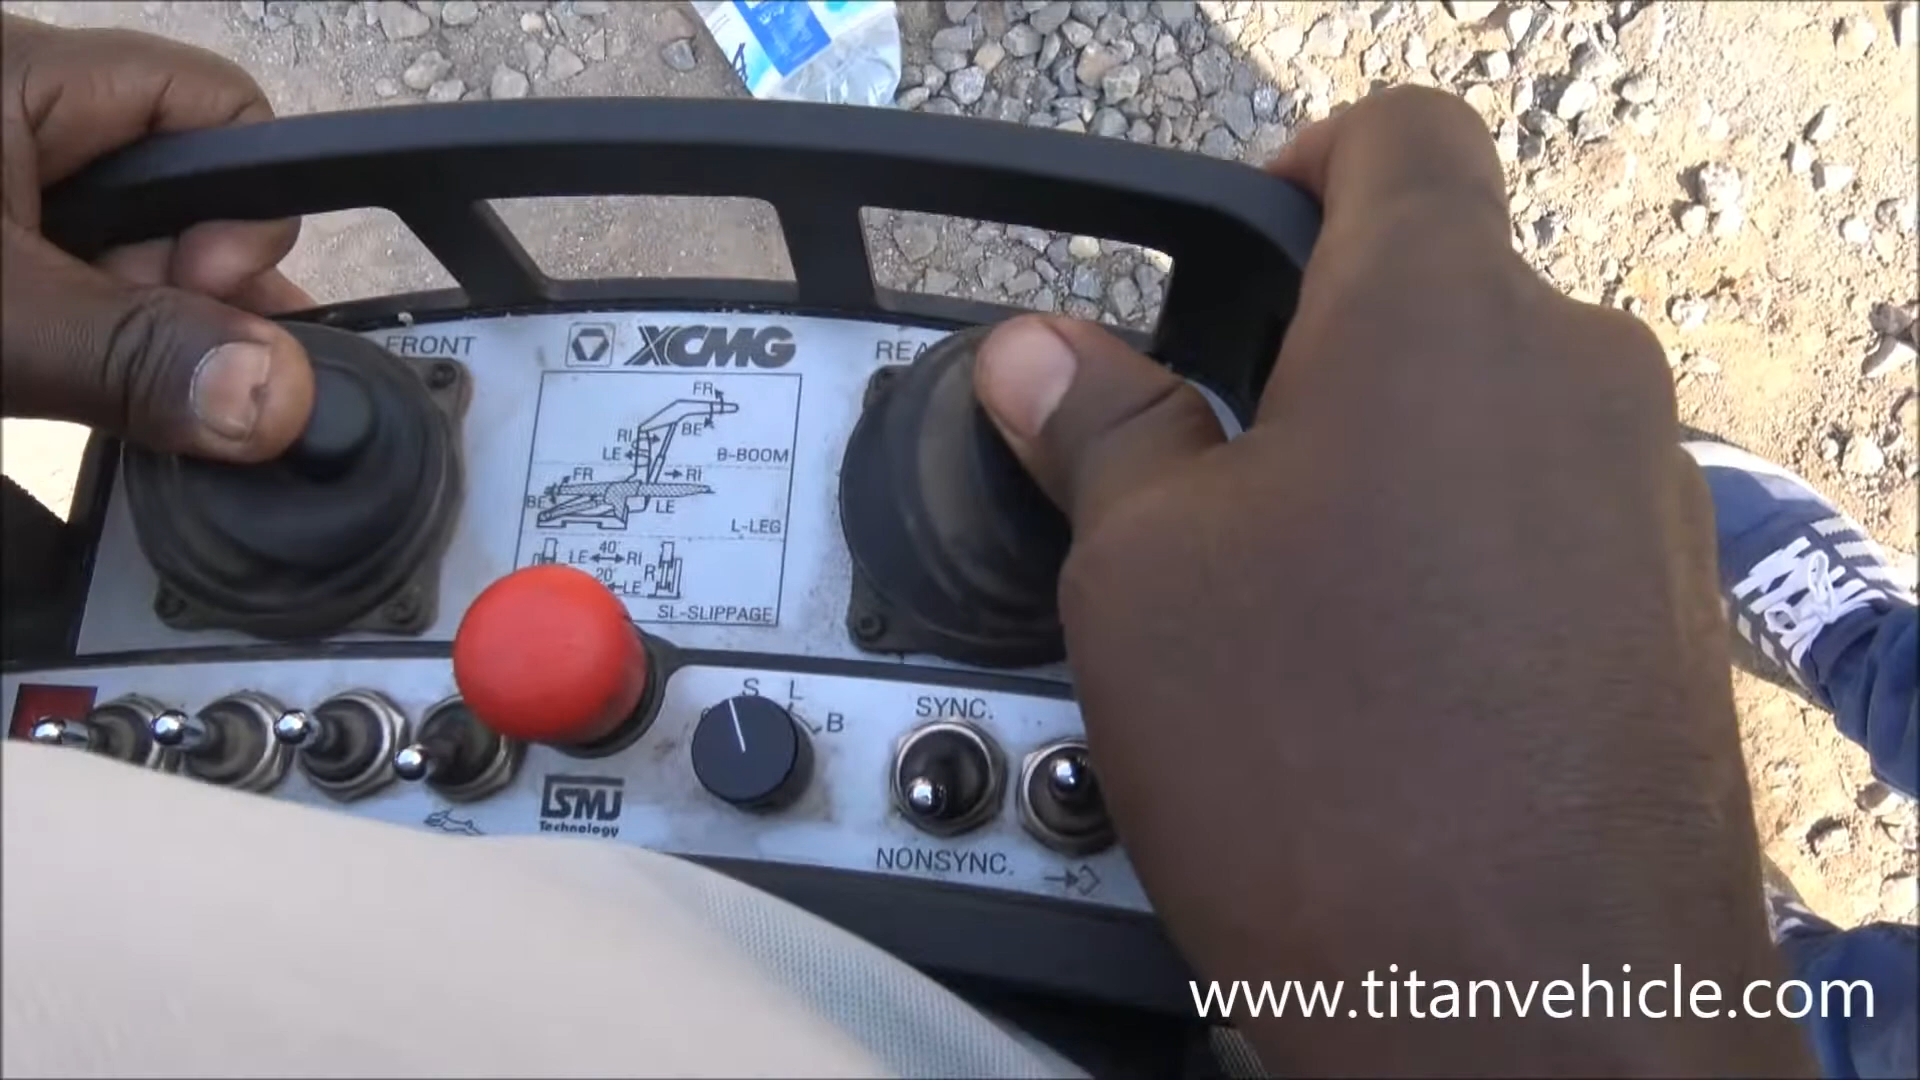 FRONT
XCMG
REA
FR
BE
RI
LE
B-BOOM
FR
RI
BE
LE
L-LEG
40'
LE
RI
20'
R
LE
SL-SLIPPAGE
S
L
B
SYNC.
SMJ
Technology
NONSYNC.
www.titanvehicle.com